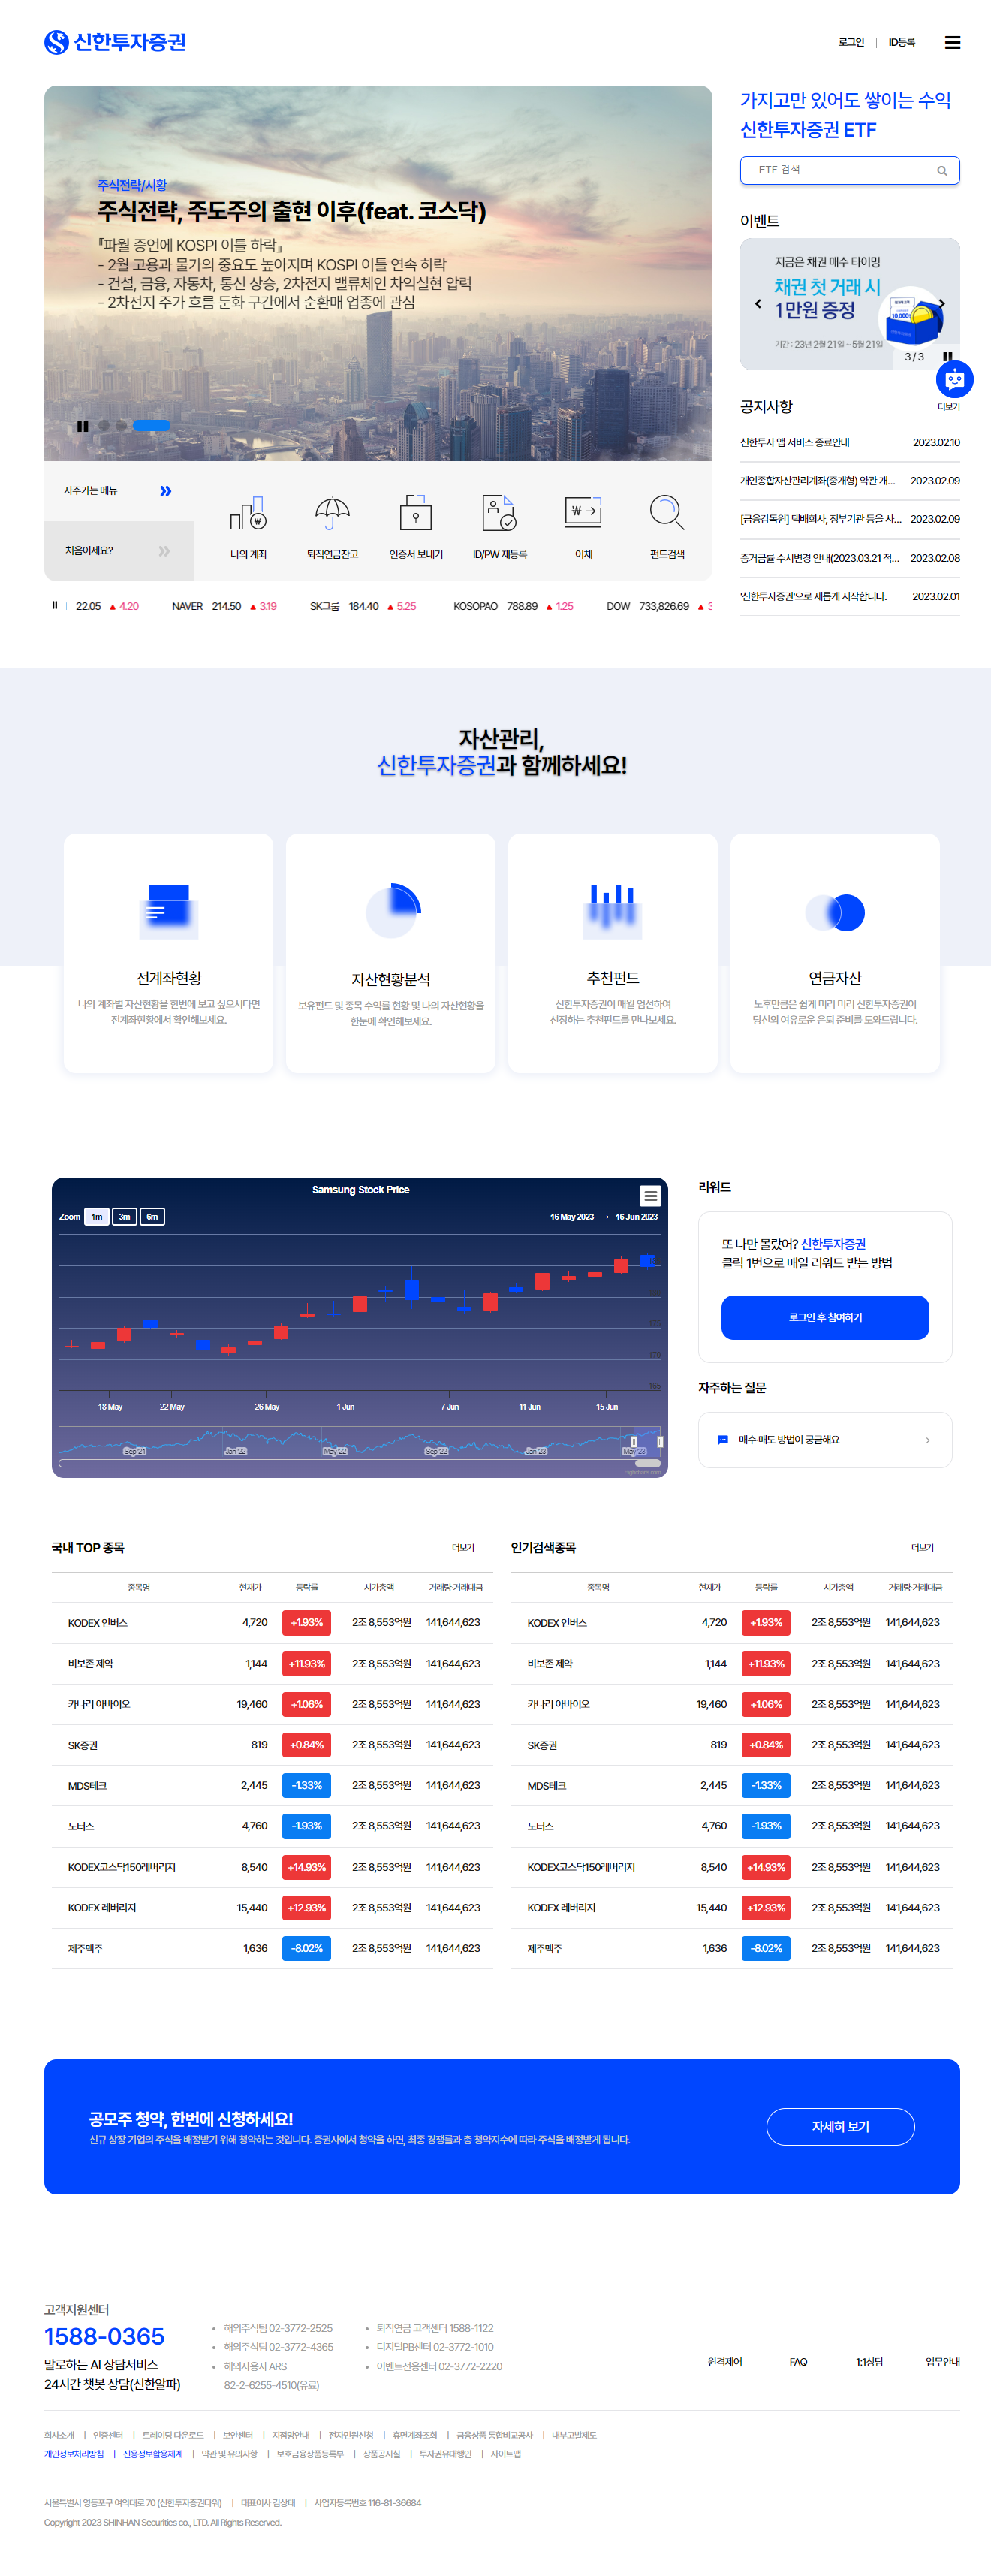 신한투자증권
로그인 | ID등록
주식전략/시황
주식전략, 주도주의 출현 이후(feat. 코스닥)
『파월 증언에 KOSPI 이틀 하락』
- 2월 고용과 물가의 중요도 높아지며 KOSPI 이틀 연속 하락
- 건설, 금융, 자동차, 통신 상승, 2차전지 밸류체인 차익실현 압력
- 2차전지 주가 흐름 둔화 구간에서 순환매 업종에 관심
가지고만 있어도 쌓이는 수익
신한투자증권 ETF
ETF 검색
이벤트
지금은 채권 매수 타이밍
채권 첫 거래 시
1만원 증정
기간 : 23년 2월 21일 ~ 5월 21일
10,000
3 / 3
공지사항 더보기
신한투자 앱 서비스 종료안내 2023.02.10
개인종합자산관리계좌(중개형) 약관 개... 2023.02.09
[금융감독원] 택배회사, 정부기관 등을 사... 2023.02.09
증거금률 수시변경 안내(2023.03.21 적... 2023.02.08
'신한투자증권'으로 새롭게 시작합니다. 2023.02.01
자주가는 메뉴
처음이세요?
나의 계좌
퇴직연금잔고
인증서 보내기
ID/PW 재등록
이체
펀드검색
22.05 ▲ 4.20 NAVER 214.50 ▲ 3.19 SK그룹 184.40 ▲ 5.25 KOSOPAO 788.89 ▲ 1.25 DOW 733,826.69 ▲ 3
자산관리,
신한투자증권과 함께하세요!
전계좌현황
나의 계좌별 자산현황을 한번에 보고 싶으시다면
전계좌현황에서 확인해보세요.
자산현황분석
보유펀드 및 종목 수익률 현황 및 나의 자산현황을
한눈에 확인해보세요.
추천펀드
신한투자증권이 매월 엄선하여
선정하는 추천펀드를 만나보세요.
연금자산
노후만큼은 쉽게 미리 미리 신한투자증권이
당신의 여유로운 은퇴 준비를 도와드립니다.
Samsung Stock Price
Zoom 1m 3m 6m 16 May 2023 → 16 Jun 2023
175
170
165
18 May 22 May 26 May 1 Jun 7 Jun 11 Jun 15 Jun
Sep '21 Jan '22 May '22 Sep '22 Jan '23 May '23
Highcharts.com
리워드
또 나만 몰랐어? 신한투자증권
클릭 1번으로 매일 리워드 받는 방법
로그인 후 참여하기
자주하는 질문
매수·매도 방법이 궁금해요
국내 TOP 종목 더보기
종목명 현재가 등락률 시가총액 거래량·거래대금
KODEX 인버스 4,720 +1.93% 2조 8,553억원 141,644,623
비보존 제약 1,144 +11.93% 2조 8,553억원 141,644,623
카나리 아바이오 19,460 +1.06% 2조 8,553억원 141,644,623
SK증권 819 +0.84% 2조 8,553억원 141,644,623
MDS테크 2,445 -1.33% 2조 8,553억원 141,644,623
노터스 4,760 -1.93% 2조 8,553억원 141,644,623
KODEX코스닥150레버리지 8,540 +14.93% 2조 8,553억원 141,644,623
KODEX 레버리지 15,440 +12.93% 2조 8,553억원 141,644,623
제주맥주 1,636 -8.02% 2조 8,553억원 141,644,623
인기검색종목 더보기
종목명 현재가 등락률 시가총액 거래량·거래대금
KODEX 인버스 4,720 +1.93% 2조 8,553억원 141,644,623
비보존 제약 1,144 +11.93% 2조 8,553억원 141,644,623
카나리 아바이오 19,460 +1.06% 2조 8,553억원 141,644,623
SK증권 819 +0.84% 2조 8,553억원 141,644,623
MDS테크 2,445 -1.33% 2조 8,553억원 141,644,623
노터스 4,760 -1.93% 2조 8,553억원 141,644,623
KODEX코스닥150레버리지 8,540 +14.93% 2조 8,553억원 141,644,623
KODEX 레버리지 15,440 +12.93% 2조 8,553억원 141,644,623
제주맥주 1,636 -8.02% 2조 8,553억원 141,644,623
공모주 청약, 한번에 신청하세요!
신규 상장 기업의 주식을 배정받기 위해 청약하는 것입니다. 증권사에서 청약을 하면, 최종 경쟁률과 총 청약지수에 따라 주식을 배정받게 됩니다.
자세히 보기
고객지원센터
1588-0365
말로하는 AI 상담서비스
24시간 챗봇 상담(신한알파)
• 해외주식팀 02-3772-2525
• 해외주식팀 02-3772-4365
• 해외사용자 ARS
82-2-6255-4510(유료)
• 퇴직연금 고객센터 1588-1122
• 디지털PB센터 02-3772-1010
• 이벤트전용센터 02-3772-2220
원격제어 FAQ 1:1상담 업무안내
회사소개 | 인증센터 | 트레이딩 다운로드 | 보안센터 | 지점망안내 | 전자민원신청 | 휴면계좌조회 | 금융상품 통합비교공사 | 내부고발제도
개인정보처리방침 | 신용정보활용체계 | 약관 및 유의사항 | 보호금융상품등록부 | 상품공시실 | 투자권유대행인 | 사이트맵
서울특별시 영등포구 여의대로 70 (신한투자증권타워) | 대표이사 김상태 | 사업자등록번호 116-81-36684
Copyright 2023 SHINHAN Securities co., LTD. All Rights Reserved.